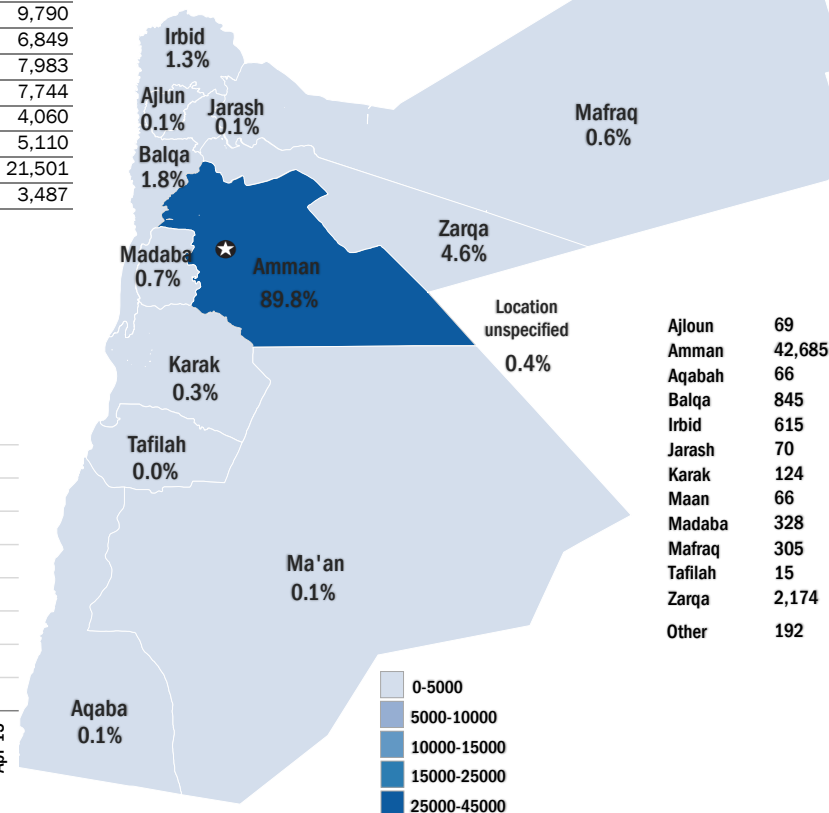 9,790
6,849
7,983
7,744
4,060
5,110
21,501
3,487
Irbid
1.3%
Ajlun
0.1%
Jarash
0.1%
Mafraq
0.6%
Balqa
1.8%
Zarqa
4.6%
Madaba
0.7%
Amman
89.8%
Location
unspecified
0.4%
Karak
0.3%
Tafilah
0.0%
Ma'an
0.1%
Aqaba
0.1%
Ajloun 69
Amman 42,685
Aqabah 66
Balqa 845
Irbid 615
Jarash 70
Karak 124
Maan 66
Madaba 328
Mafraq 305
Tafilah 15
Zarqa 2,174
Other 192
0-5000
5000-10000
10000-15000
15000-25000
25000-45000